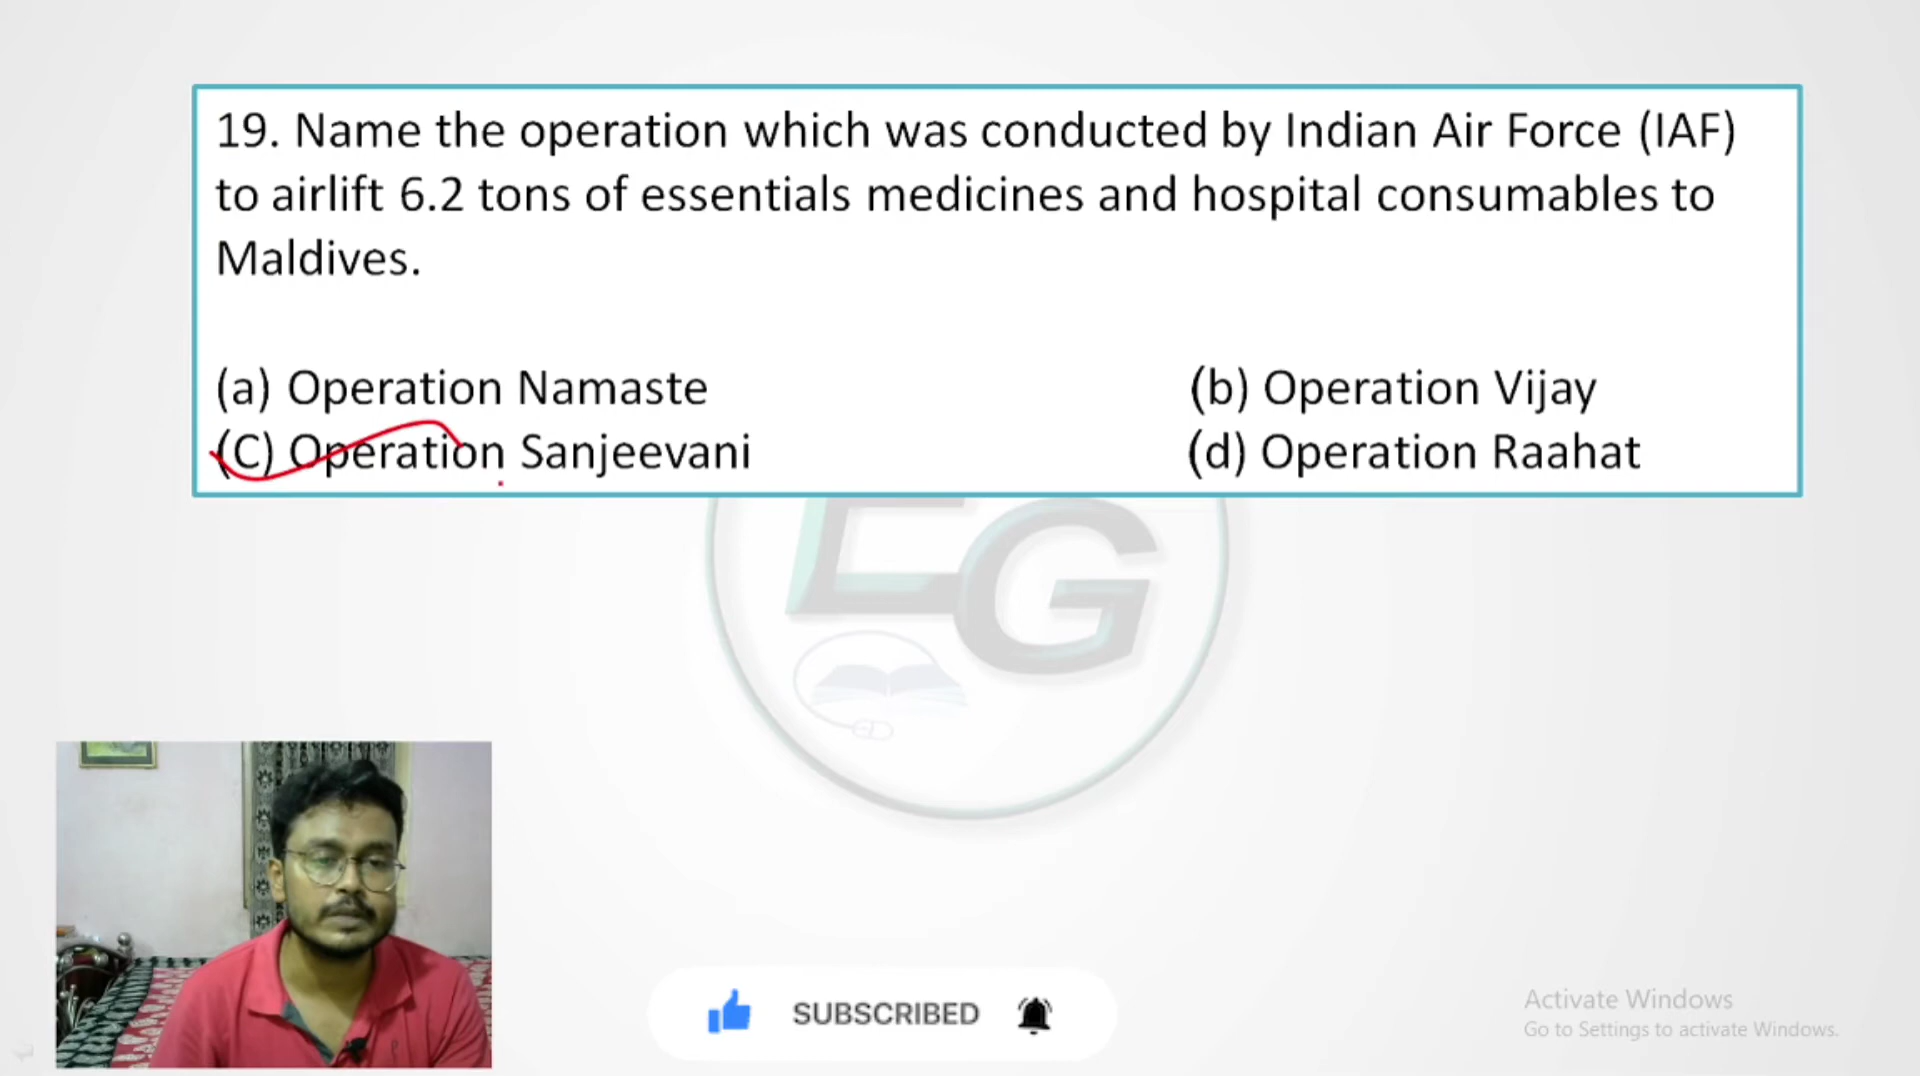 19. Name the operation which was conducted by Indian Air Force (IAF)
to airlift 6.2 tons of essentials medicines and hospital consumables to
Maldives.
(a) Operation Namaste (b) Operation Vijay
(C) Operation Sanjeevani (d) Operation Raahat
EG
SUBSCRIBED
Activate Windows
Go to Settings to activate Windows.